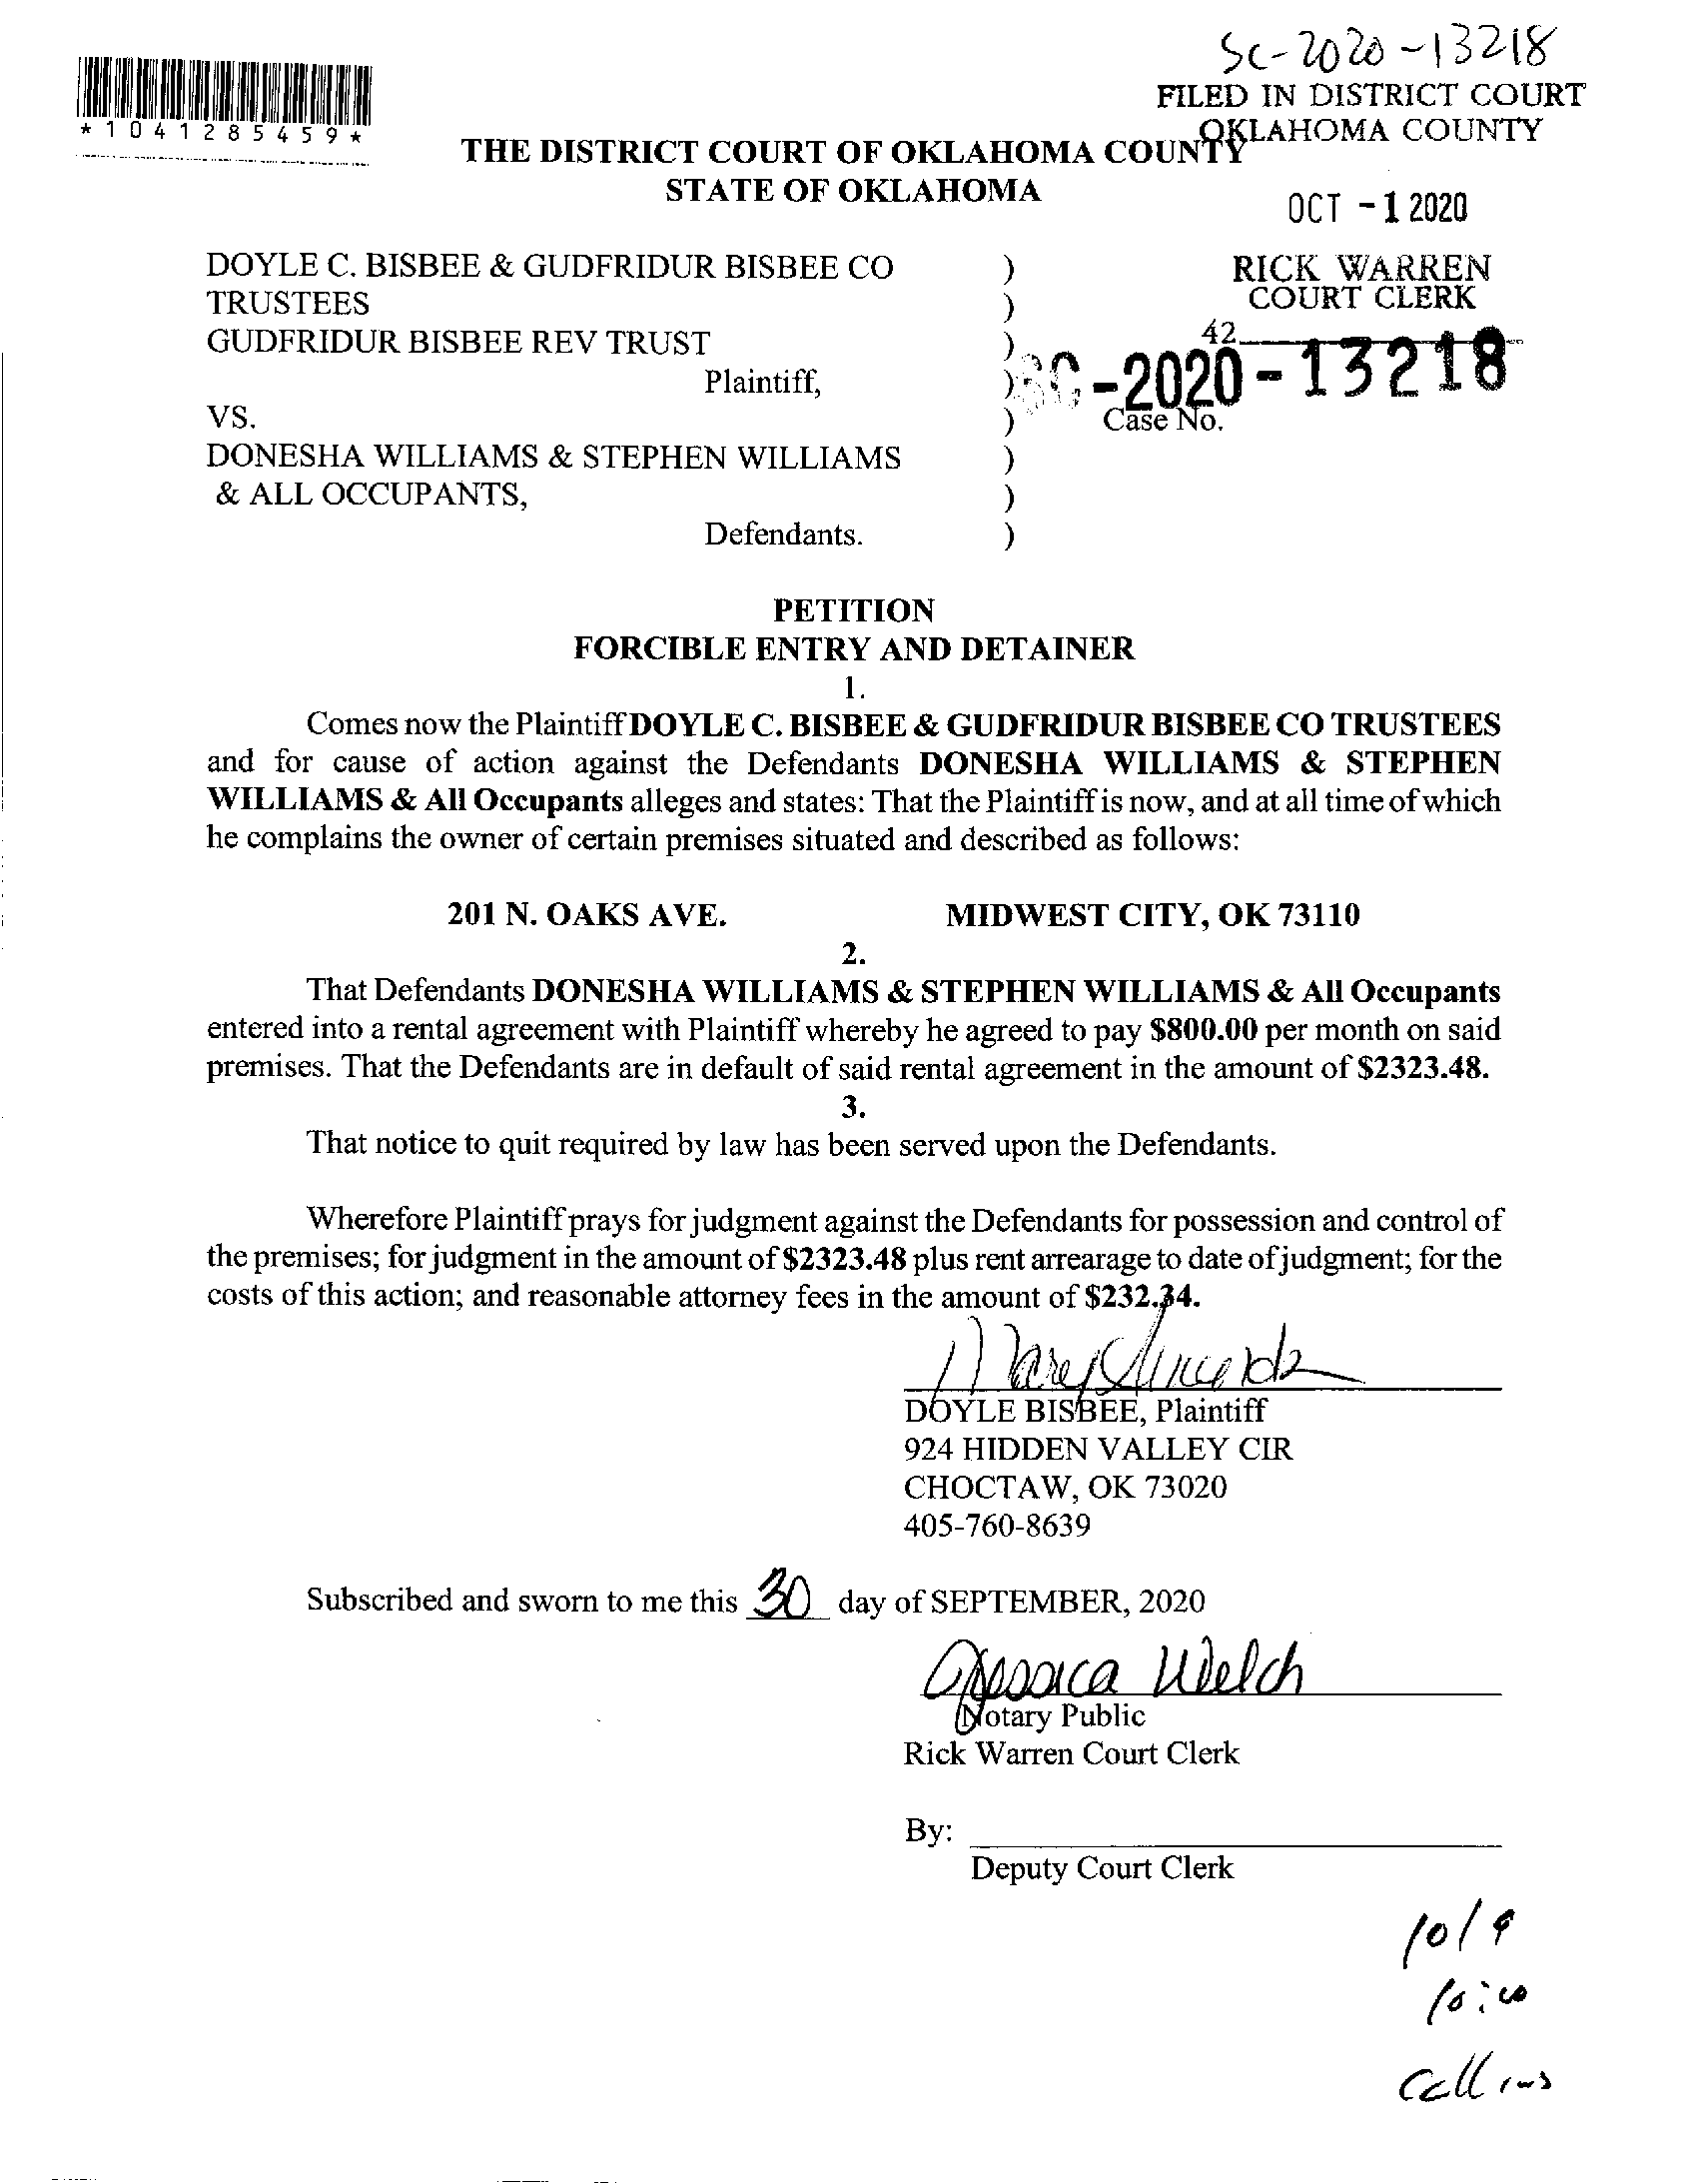 SC-2020-13218
FILED IN DISTRICT COURT
OKLAHOMA COUNTY
*1041285459*
THE DISTRICT COURT OF OKLAHOMA COUNTY
STATE OF OKLAHOMA
OCT -1 2020
DOYLE C. BISBEE & GUDFRIDUR BISBEE CO )
TRUSTEES )
GUDFRIDUR BISBEE REV TRUST )
Plaintiff, )
VS. )
DONESHA WILLIAMS & STEPHEN WILLIAMS )
& ALL OCCUPANTS, )
Defendants. )
RICK WARREN
COURT CLERK
42
SC-2020-13218
Case No.
PETITION
FORCIBLE ENTRY AND DETAINER
1.
Comes now the Plaintiff DOYLE C. BISBEE & GUDFRIDUR BISBEE CO TRUSTEES
and for cause of action against the Defendants DONESHA WILLIAMS & STEPHEN
WILLIAMS & All Occupants alleges and states: That the Plaintiff is now, and at all time of which
he complains the owner of certain premises situated and described as follows:
201 N. OAKS AVE. MIDWEST CITY, OK 73110
2.
That Defendants DONESHA WILLIAMS & STEPHEN WILLIAMS & All Occupants
entered into a rental agreement with Plaintiff whereby he agreed to pay $800.00 per month on said
premises. That the Defendants are in default of said rental agreement in the amount of $2323.48.
3.
That notice to quit required by law has been served upon the Defendants.
Wherefore Plaintiff prays for judgment against the Defendants for possession and control of
the premises; for judgment in the amount of $2323.48 plus rent arrearage to date of judgment; for the
costs of this action; and reasonable attorney fees in the amount of $232.34.
DOYLE BISBEE, Plaintiff
924 HIDDEN VALLEY CIR
CHOCTAW, OK 73020
405-760-8639
Subscribed and sworn to me this 30 day of SEPTEMBER, 2020
Jessica Welch
Notary Public
Rick Warren Court Clerk
By:
Deputy Court Clerk
10/9
10:00
Collins